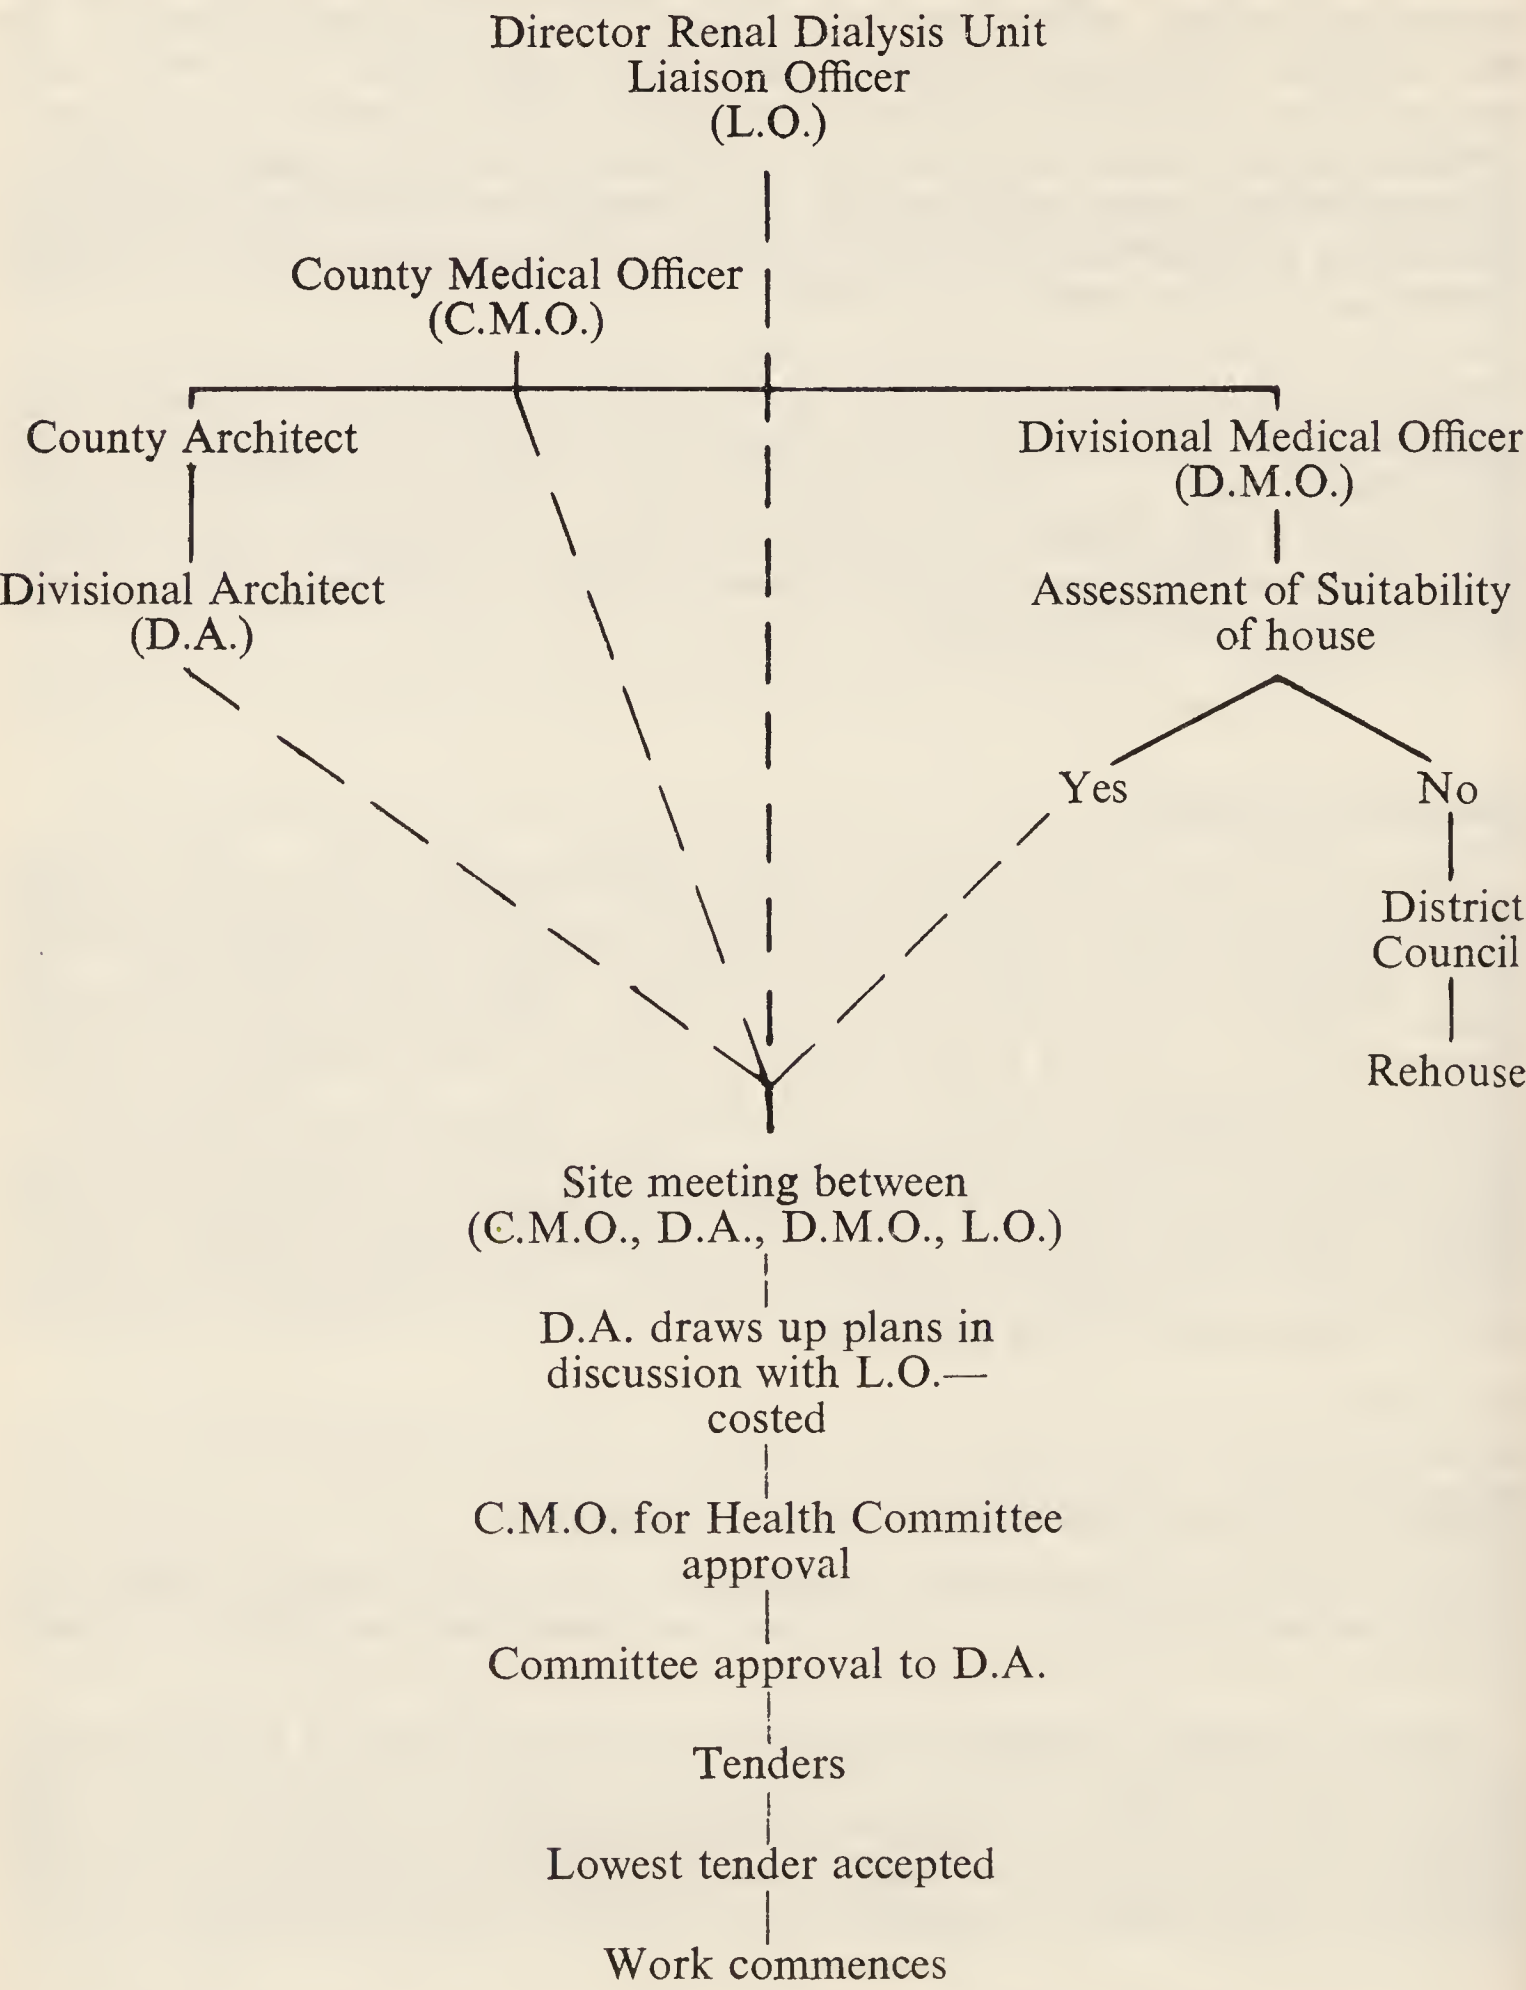 Director Renal Dialysis Unit
Liaison Officer
(L.O.)
County Medical Officer
(C.M.O.)
County Architect
Divisional Medical Officer
(D.M.O.)
Divisional Architect
(D.A.)
Assessment of Suitability
of house
Yes
No
District
Council
Rehouse
Site meeting between
(C.M.O., D.A., D.M.O., L.O.)
D.A. draws up plans in
discussion with L.O.—
costed
C.M.O. for Health Committee
approval
Committee approval to D.A.
Tenders
Lowest tender accepted
Work commences